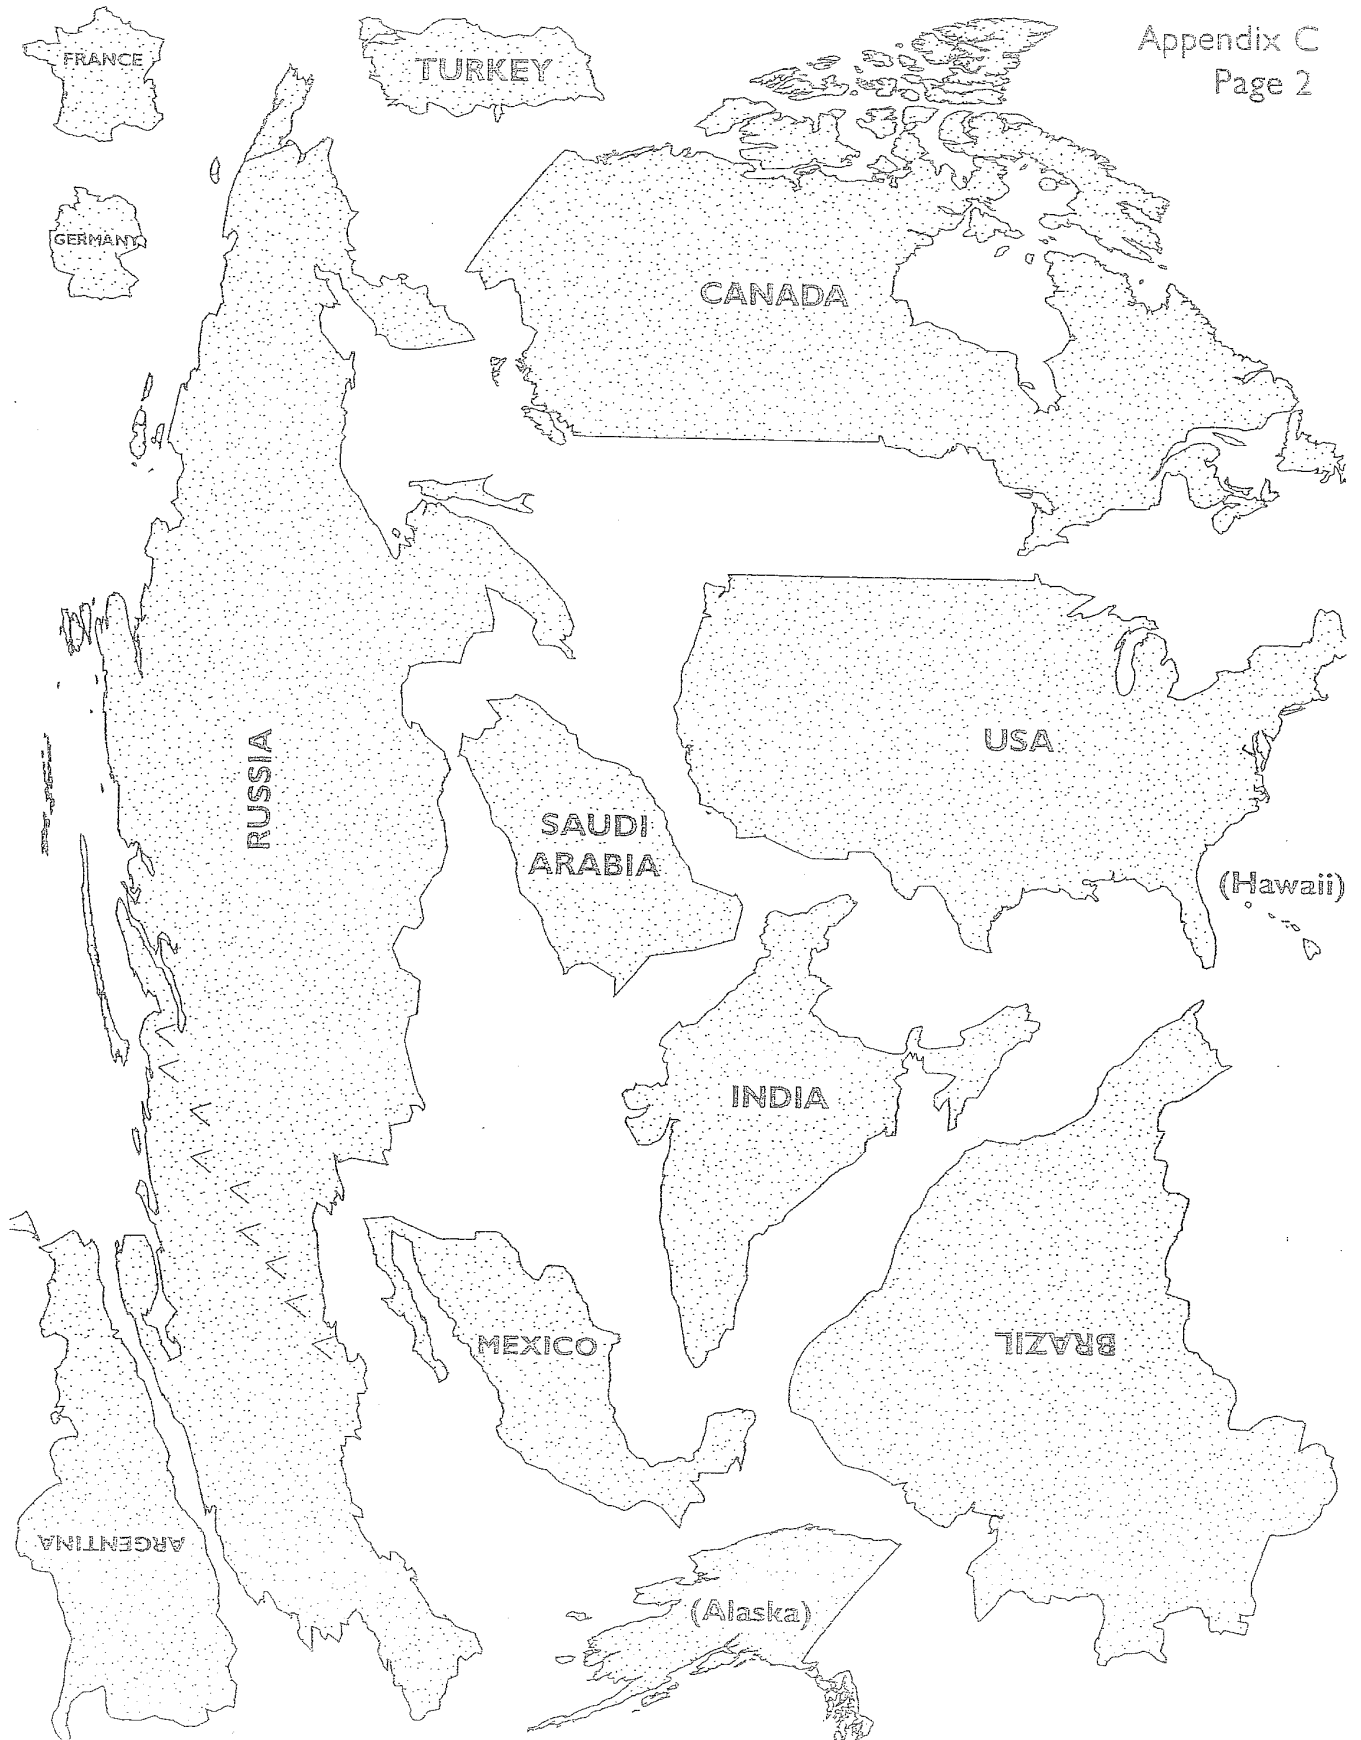 Appendix C
Page 2
FRANCE
TURKEY
GERMANY
CANADA
RUSSIA
USA
SAUDI
ARABIA
(Hawaii)
INDIA
MEXICO
BRAZIL
ARGENTINA
(Alaska)